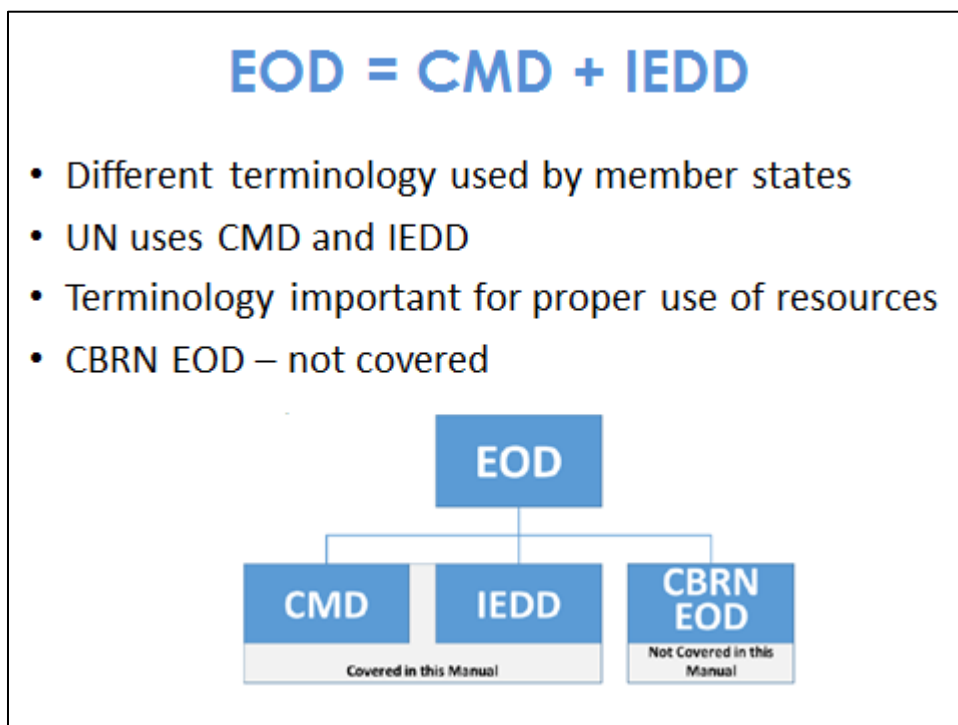 EOD = CMD + IEDD
• Different terminology used by member states
• UN uses CMD and IEDD
• Terminology important for proper use of resources
• CBRN EOD – not covered
EOD
CMD
IEDD
CBRN
EOD
Covered in this Manual
Not Covered in this
Manual